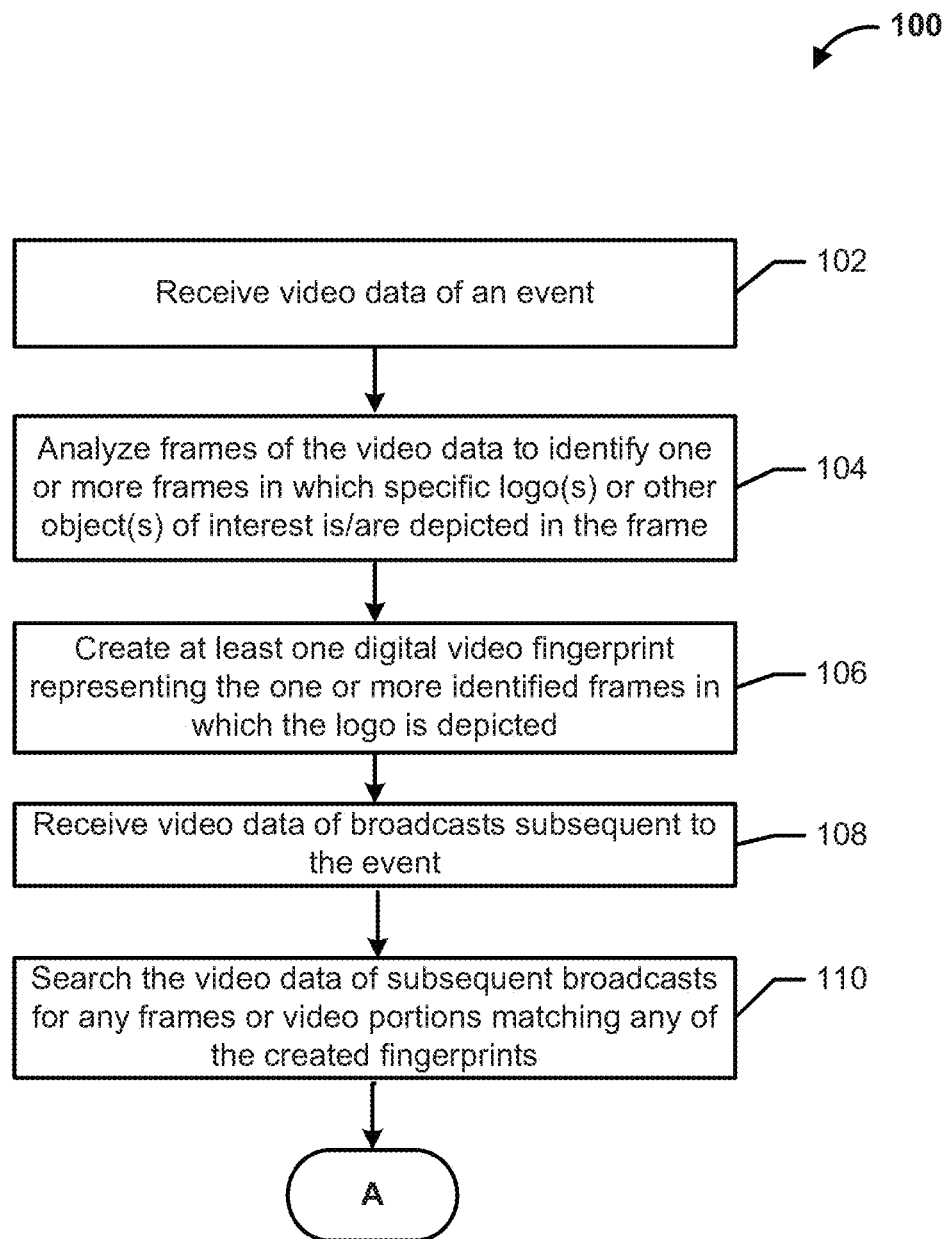 100
Receive video data of an event
102
Analyze frames of the video data to identify one
or more frames in which specific logo(s) or other
object(s) of interest is/are depicted in the frame
104
Create at least one digital video fingerprint
representing the one or more identified frames in
which the logo is depicted
106
Receive video data of broadcasts subsequent to
the event
108
Search the video data of subsequent broadcasts
for any frames or video portions matching any of
the created fingerprints
110
A